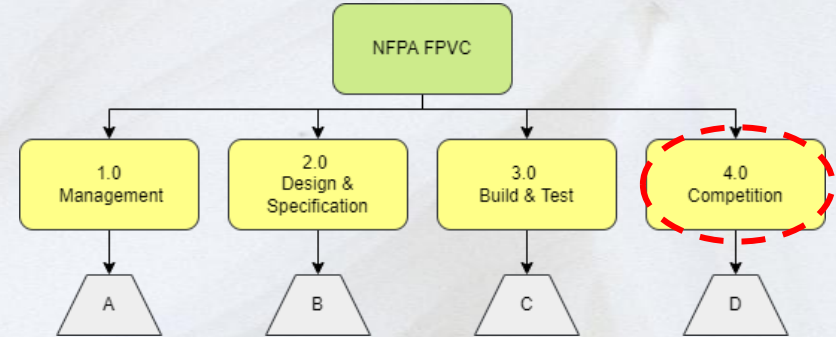 NFPA FPVC
1.0
Management
2.0
Design &
Specification
3.0
Build & Test
4.0
Competition
A
B
C
D